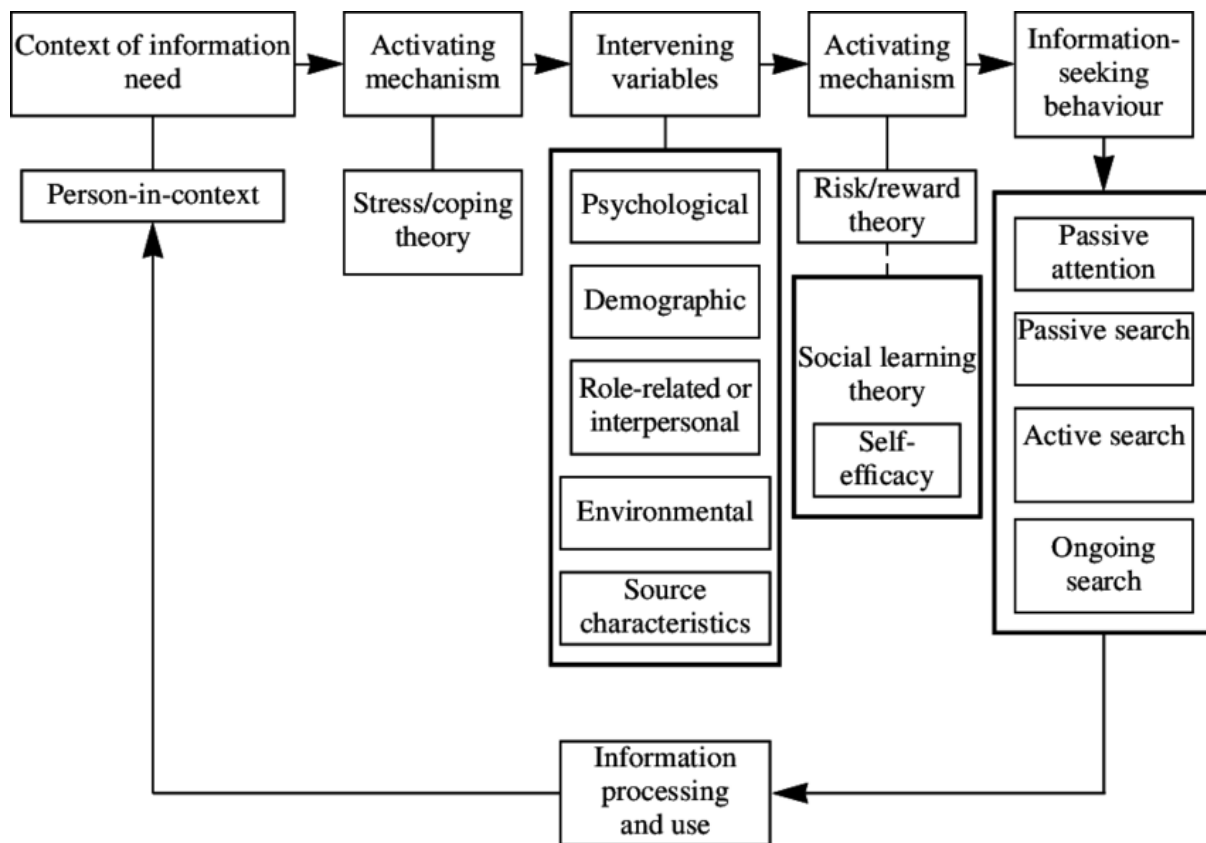 Context of information
need
Activating
mechanism
Intervening
variables
Activating
mechanism
Information-
seeking
behaviour
Person-in-context
Stress/coping
theory
Psychological
Demographic
Role-related or
interpersonal
Environmental
Source
characteristics
Risk/reward
theory
Social learning
theory
Self-
efficacy
Passive
attention
Passive search
Active search
Ongoing
search
Information
processing
and use